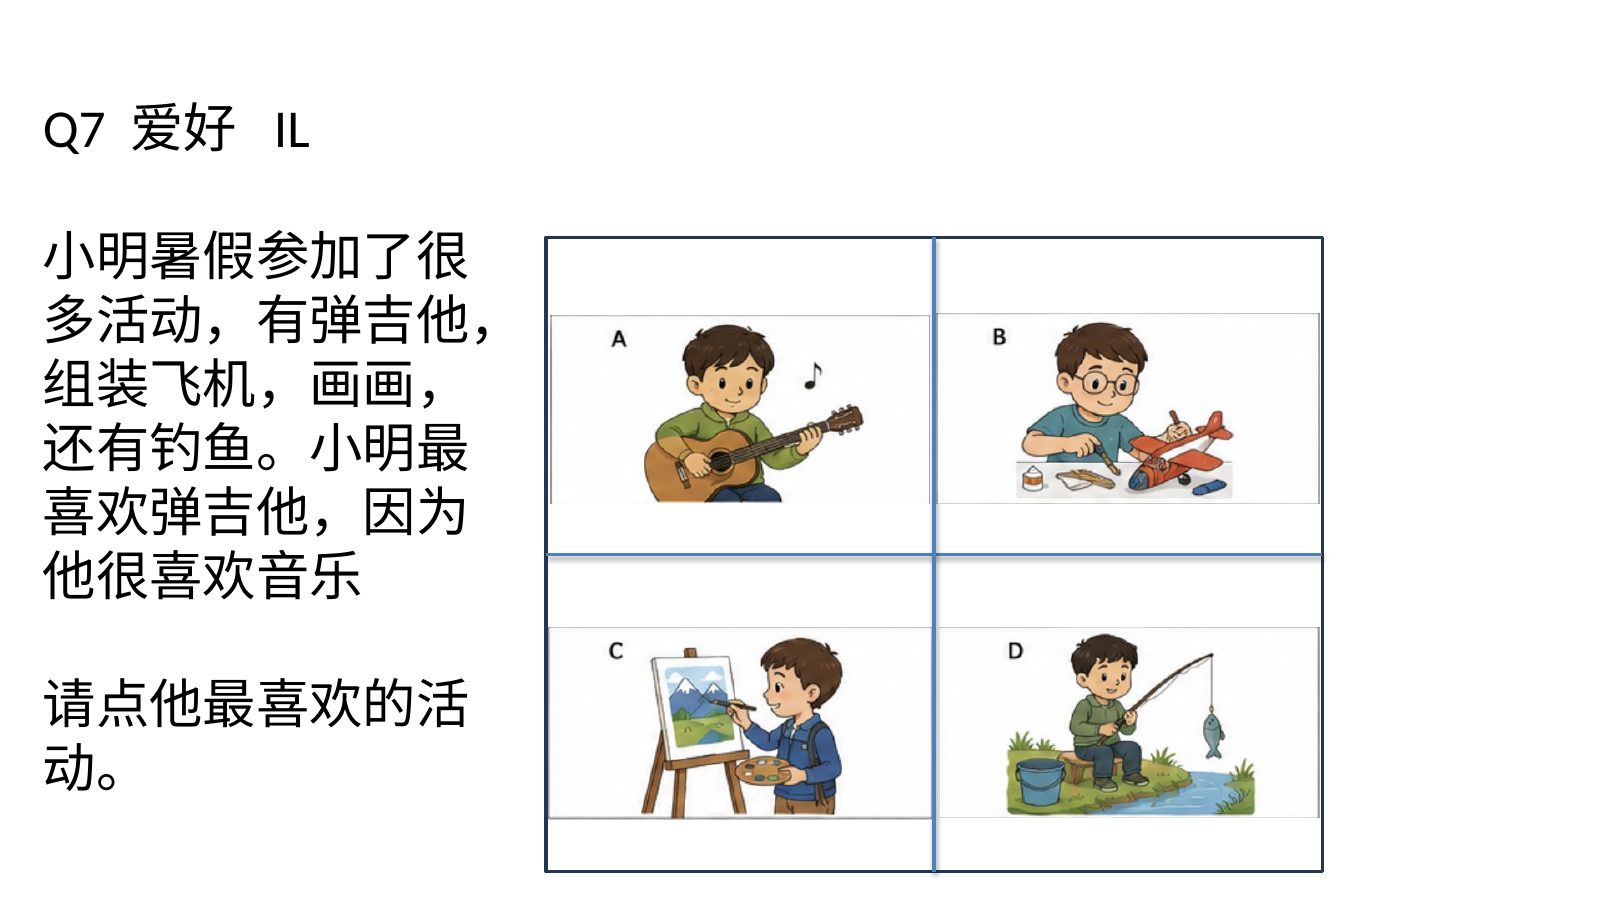 Q7 爱好 IL
小明暑假参加了很
多活动，有弹吉他，
组装飞机，画画，
还有钓鱼。小明最
喜欢弹吉他，因为
他很喜欢音乐
请点他最喜欢的活
动。
A
B
C
D